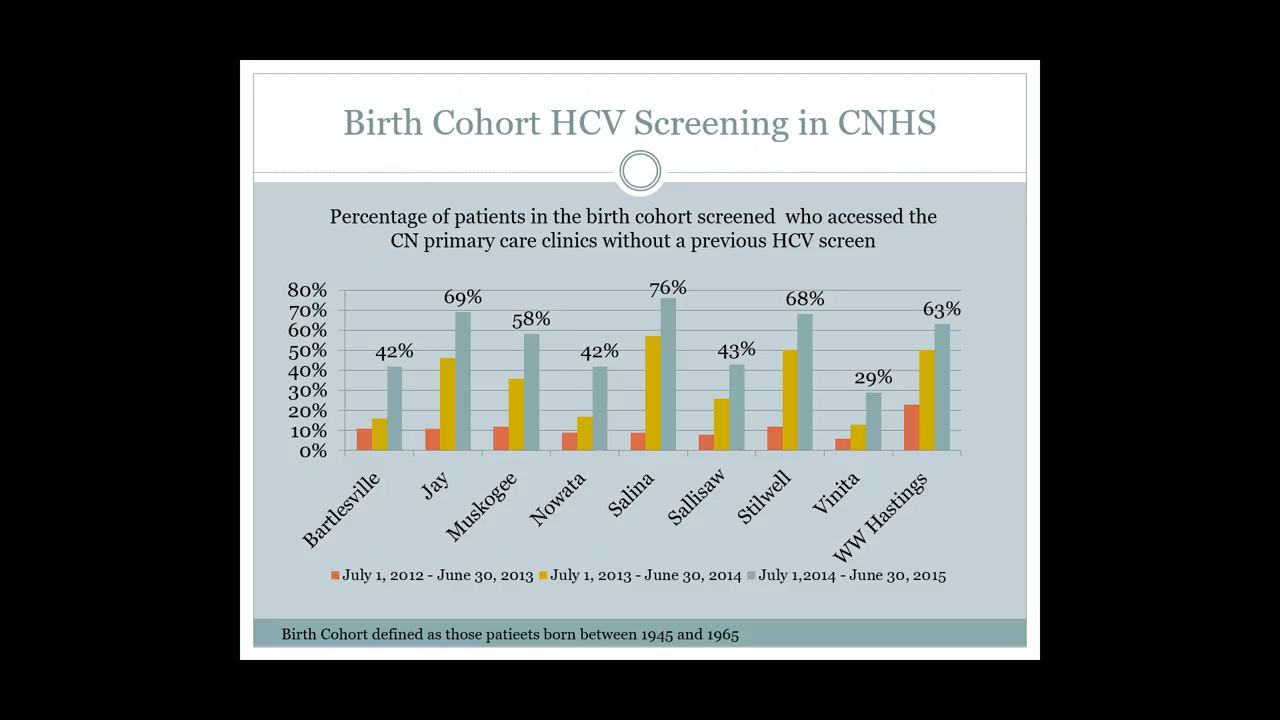 Birth Cohort HCV Screening in CNHS
Percentage of patients in the birth cohort screened who accessed the
CN primary care clinics without a previous HCV screen
80%
70%
60%
50%
40%
30%
20%
10%
0%
42%
69%
58%
42%
76%
43%
68%
29%
63%
Bartlesville
Jay
Muskogee
Nowata
Salina
Sallisaw
Stilwell
Vinita
WW Hastings
July 1, 2012 - June 30, 2013
July 1, 2013 - June 30, 2014
July 1,2014 - June 30, 2015
Birth Cohort defined as those patieets born between 1945 and 1965